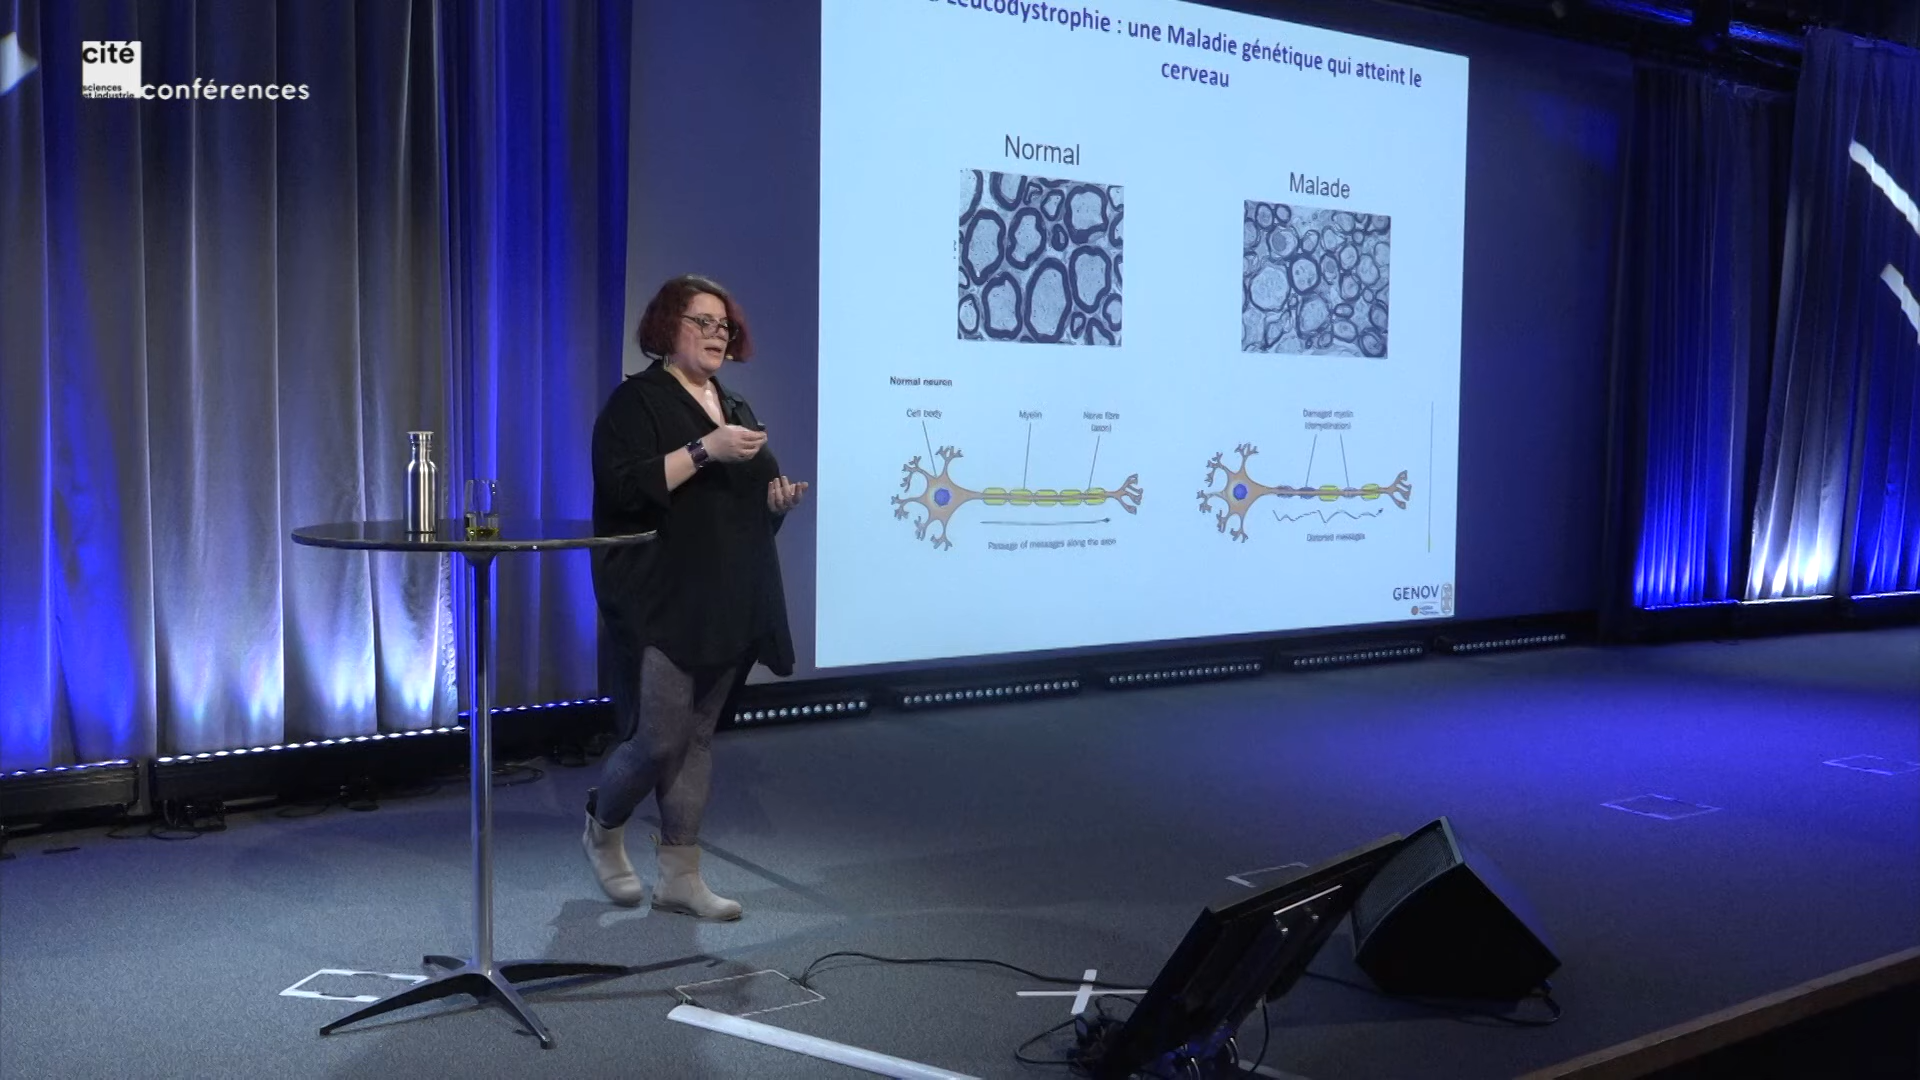 cité
sciences
et industrie
conférences
Leucodystrophie : une Maladie génétique qui atteint le
cerveau
Normal
Malade
Normal neuron
Cell body
Myelin
Nerve fibre
(axon)
Passage of messages along the axon
Damaged myelin
(demyelination)
Distorted messages
GENOV